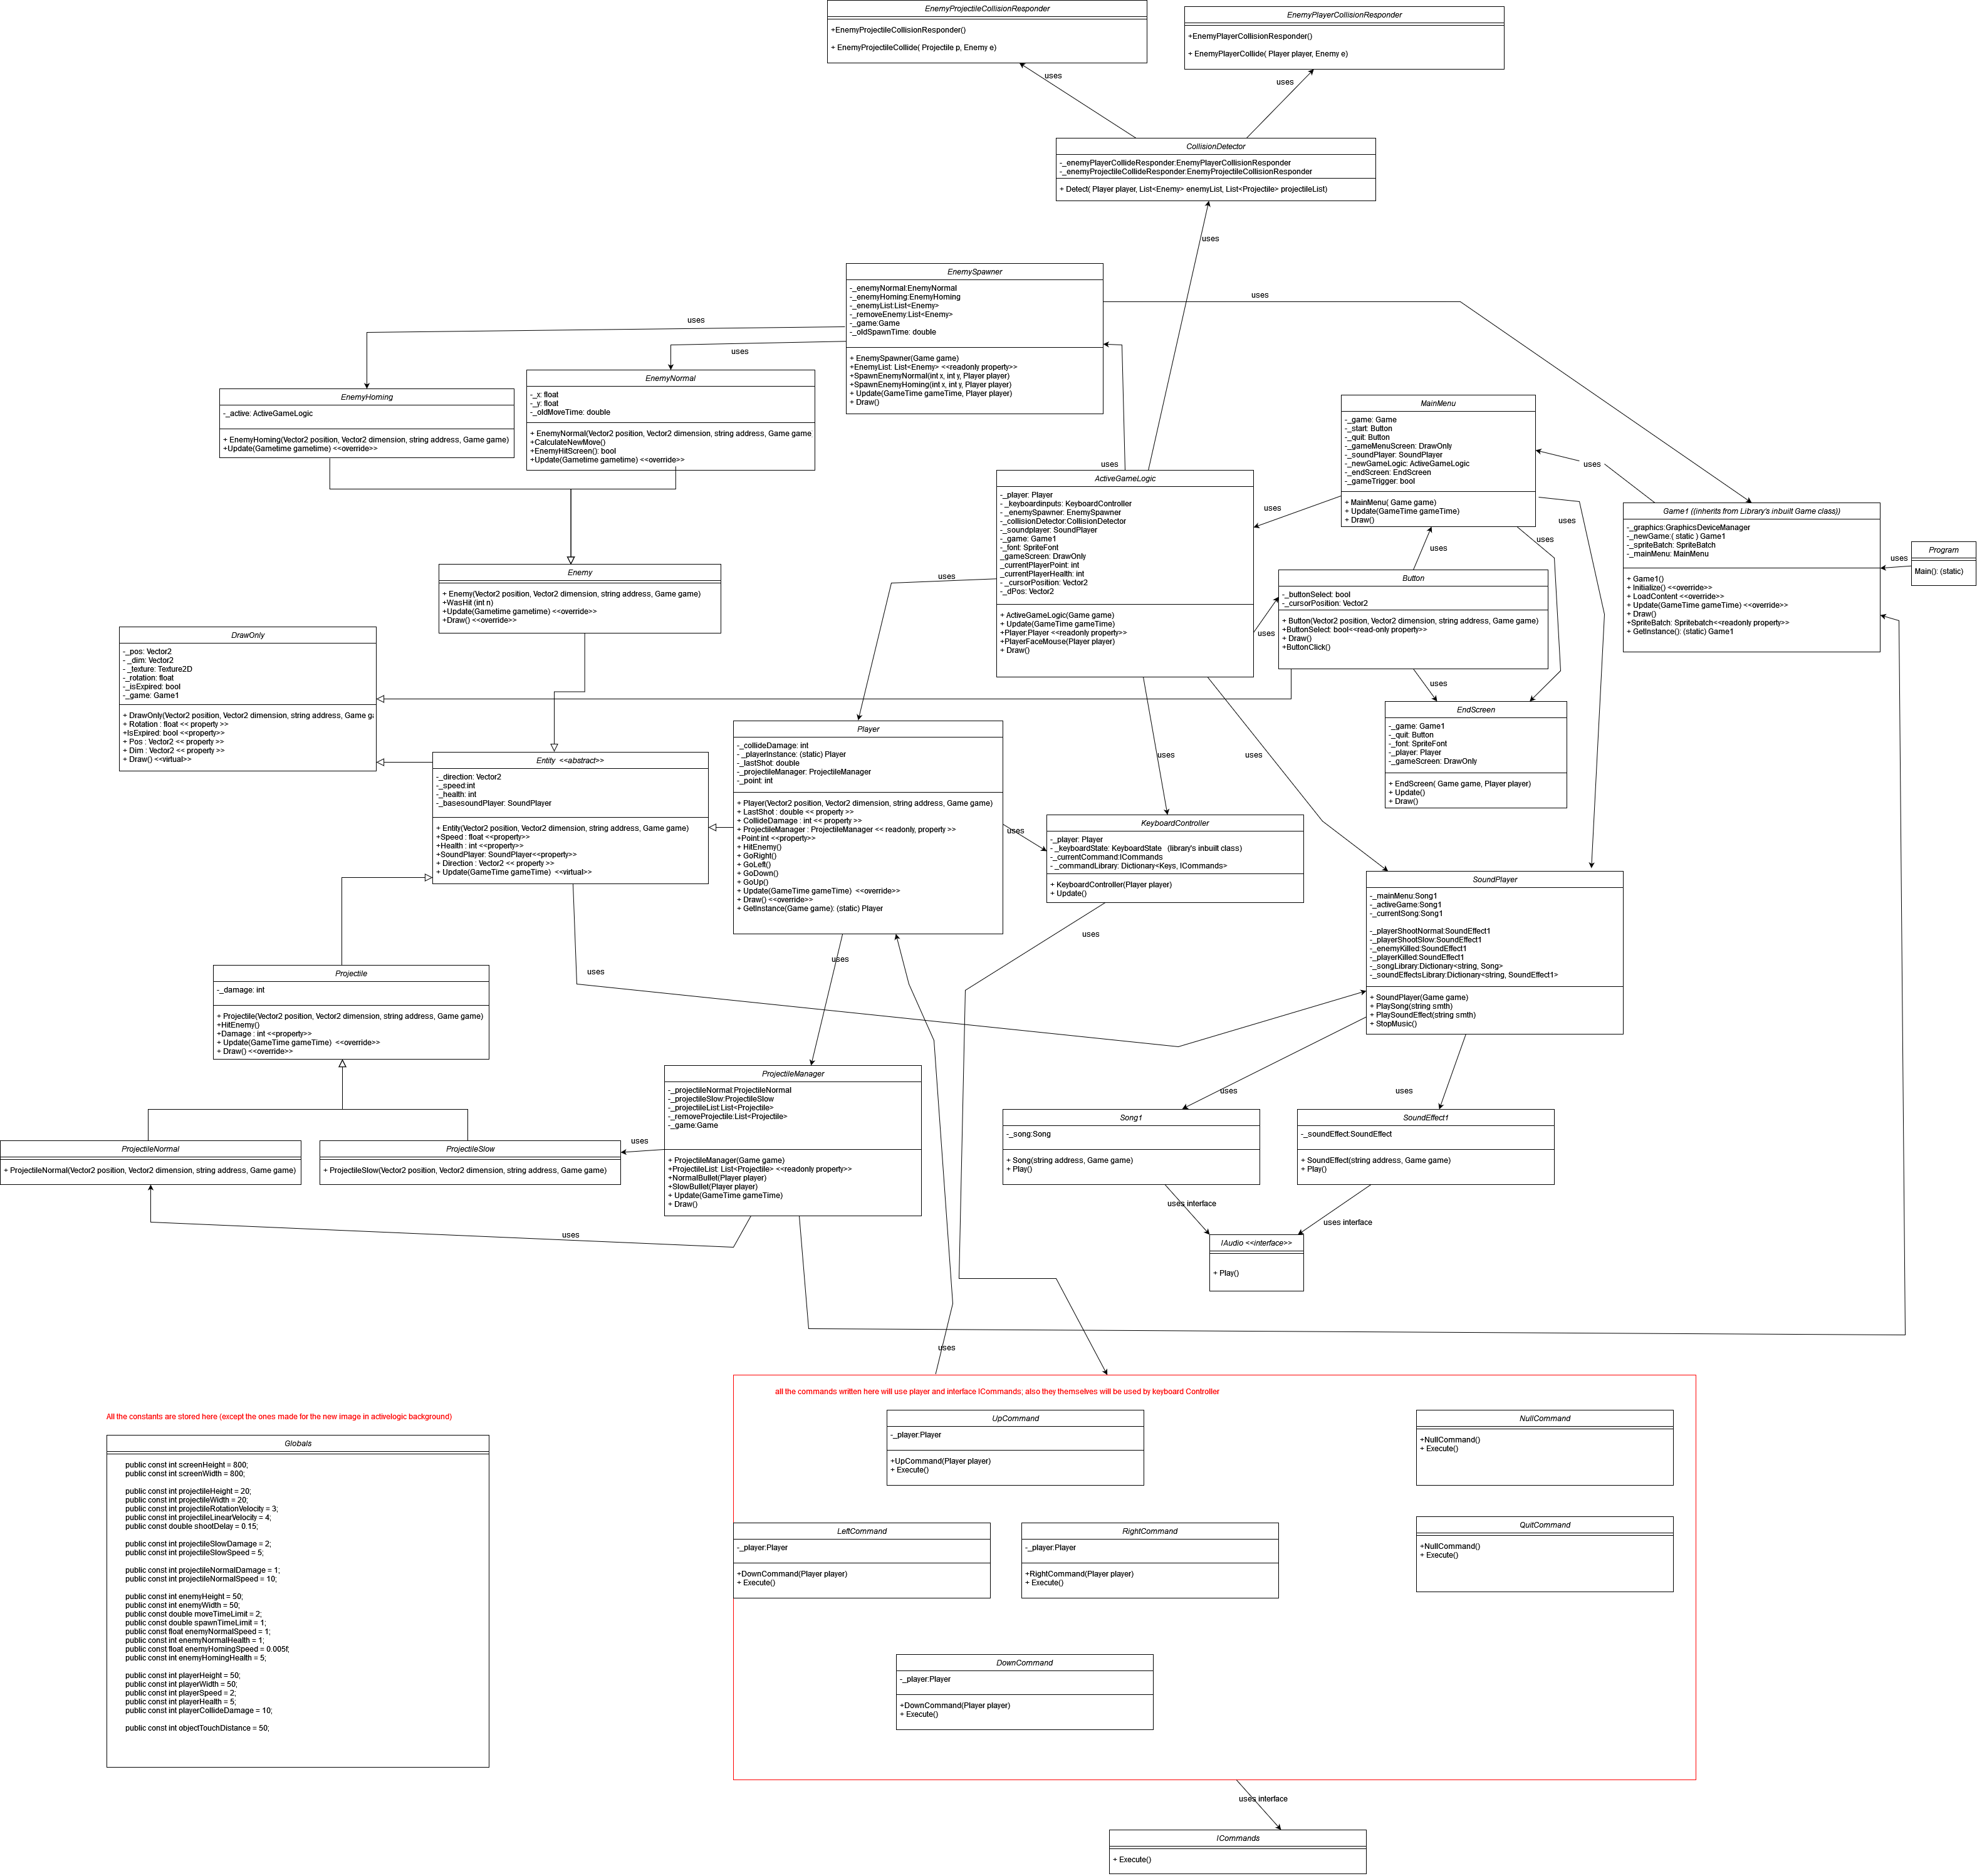 EnemyProjectileCollisionResponder
+EnemyProjectileCollisionResponder()
+ EnemyProjectileCollide( Projectile p, Enemy e)
EnemyPlayerCollisionResponder
+EnemyPlayerCollisionResponder()
+ EnemyPlayerCollide( Player player, Enemy e)
uses
uses
CollisionDetector
-_enemyPlayerCollideResponder:EnemyPlayerCollisionResponder
-_enemyProjectileCollideResponder:EnemyProjectileCollisionResponder
+ Detect( Player player, List<Enemy> enemyList, List<Projectile> projectileList)
uses
EnemySpawner
-_enemyNormal:EnemyNormal
-_enemyHoming:EnemyHoming
-_enemyList:List<Enemy>
-_removeEnemy:List<Enemy>
-_game:Game
-_oldSpawnTime: double
+ EnemySpawner(Game game)
+EnemyList: List<Enemy> <<readonly property>>
+SpawnEnemyNormal(int x, int y, Player player)
+SpawnEnemyHoming(int x, int y, Player player)
+ Update(GameTime gameTime, Player player)
+ Draw()
uses
uses
uses
EnemyHoming
-_active: ActiveGameLogic
+ EnemyHoming(Vector2 position, Vector2 dimension, string address, Game game)
+Update(Gametime gametime) <<override>>
EnemyNormal
-_x: float
-_y: float
-_oldMoveTime: double
+ EnemyNormal(Vector2 position, Vector2 dimension, string address, Game game
+CalculateNewMove()
+EnemyHitScreen(): bool
+Update(Gametime gametime) <<override>>
MainMenu
-_game: Game
-_start: Button
-_quit: Button
-_gameMenuScreen: DrawOnly
-_soundPlayer: SoundPlayer
-_newGameLogic: ActiveGameLogic
-_endScreen: EndScreen
-_gameTrigger: bool
+ MainMenu( Game game)
+ Update(GameTime gameTime)
+ Draw()
uses
uses
uses
uses
uses
Game1 ((inherits from Library's inbuilt Game class))
-_graphics:GraphicsDeviceManager
-_newGame:( static ) Game1
-_spriteBatch: SpriteBatch
-_mainMenu: MainMenu
+ Game1()
+ Initialize() <<override>>
+ LoadContent <<override>>
+ Update(GameTime gameTime) <<override>>
+ Draw()
+SpriteBatch: Spritebatch<<readonly property>>
+ GetInstance(): (static) Game1
uses
Program
Main(): (static)
ActiveGameLogic
-_player: Player
- _keyboardinputs: KeyboardController
- _enemySpawner: EnemySpawner
-_collisionDetector:CollisionDetector
-_soundplayer: SoundPlayer
-_game: Game1
-_font: SpriteFont
_gameScreen: DrawOnly
_currentPlayerPoint: int
_currentPlayerHealth: int
- _cursorPosition: Vector2
-_dPos: Vector2
+ ActiveGameLogic(Game game)
+ Update(GameTime gameTime)
+Player:Player <<readonly property>>
+PlayerFaceMouse(Player player)
+ Draw()
uses
uses
uses
Button
-_buttonSelect: bool
-_cursorPosition: Vector2
+ Button(Vector2 position, Vector2 dimension, string address, Game game)
+ButtonSelect: bool<<read-only property>>
+ Draw()
+ButtonClick()
uses
Enemy
+ Enemy(Vector2 position, Vector2 dimension, string address, Game game)
+WasHit (int n)
+Update(Gametime gametime) <<override>>
+Draw() <<override>>
DrawOnly
-_pos: Vector2
- _dim: Vector2
- _texture: Texture2D
-_rotation: float
-_isExpired: bool
-_game: Game1
+ DrawOnly(Vector2 position, Vector2 dimension, string address, Game ga
+ Rotation : float << property >>
+IsExpired: bool <<property>>
+ Pos : Vector2 << property >>
+ Dim : Vector2 << property >>
+ Draw() <<virtual>>
EndScreen
-_game: Game1
-_quit: Button
-_font: SpriteFont
-_player: Player
-_gameScreen: DrawOnly
+ EndScreen( Game game, Player player)
+ Update()
+ Draw()
Player
-_collideDamage: int
-_playerInstance: (static) Player
-_lastShot: double
-_projectileManager: ProjectileManager
-_point: int
+ Player(Vector2 position, Vector2 dimension, string address, Game game)
+ LastShot : double << property >>
+ CollideDamage : int << property >>
+ ProjectileManager : ProjectileManager << readonly, property >>
+Point:int <<property>>
+ HitEnemy()
+ GoRight()
+ GoLeft()
+ GoDown()
+ GoUp()
+ Update(GameTime gameTime) <<override>>
+ Draw() <<override>>
+ GetInstance(Game game): (static) Player
Entity <<abstract>>
-_direction: Vector2
-_speed:int
-_health: int
-_basesoundPlayer: SoundPlayer
+ Entity(Vector2 position, Vector2 dimension, string address, Game game)
+Speed : float <<property>>
+Health : int <<property>>
+SoundPlayer: SoundPlayer<<property>>
+ Direction : Vector2 << property >>
+ Update(GameTime gameTime) <<virtual>>
uses
uses
uses
KeyboardController
-_player: Player
- _keyboardState: KeyboardState (library's inbuilt class)
-_currentCommand:ICommands
- _commandLibrary: Dictionary<Keys, ICommands>
+ KeyboardController(Player player)
+ Update()
SoundPlayer
-_mainMenu:Song1
-_activeGame:Song1
-_currentSong:Song1
-_playerShootNormal:SoundEffect1
-_playerShootSlow:SoundEffect1
-_enemyKilled:SoundEffect1
-_playerKilled:SoundEffect1
-_songLibrary:Dictionary<string, Song>
-_soundEffectsLibrary:Dictionary<string, SoundEffect1>
+ SoundPlayer(Game game)
+ PlaySong(string smth)
+ PlaySoundEffect(string smth)
+ StopMusic()
uses
uses
uses
Projectile
-_damage: int
+ Projectile(Vector2 position, Vector2 dimension, string address, Game game)
+HitEnemy()
+Damage : int <<property>>
+ Update(GameTime gameTime) <<override>>
+ Draw() <<override>>
ProjectileManager
-_projectileNormal:ProjectileNormal
-_projectileSlow:ProjectileSlow
-_projectileList:List<Projectile>
-_removeProjectile:List<Projectile>
-_game:Game
+ ProjectileManager(Game game)
+ProjectileList: List<Projectile> <<readonly property>>
+NormalBullet(Player player)
+SlowBullet(Player player)
+ Update(GameTime gameTime)
+ Draw()
uses
uses
Song1
-_song:Song
+ Song(string address, Game game)
+ Play()
SoundEffect1
-_soundEffect:SoundEffect
+ SoundEffect(string address, Game game)
+ Play()
ProjectileNormal
+ ProjectileNormal(Vector2 position, Vector2 dimension, string address, Game game)
ProjectileSlow
+ ProjectileSlow(Vector2 position, Vector2 dimension, string address, Game game)
uses
uses
uses interface
uses interface
IAudio <<interface>>
+ Play()
uses
all the commands written here will use player and interface ICommands; also they themselves will be used by keyboard Controller
UpCommand
-_player:Player
+UpCommand(Player player)
+ Execute()
NullCommand
+NullCommand()
+ Execute()
LeftCommand
-_player:Player
+DownCommand(Player player)
+ Execute()
RightCommand
-_player:Player
+RightCommand(Player player)
+ Execute()
QuitCommand
+NullCommand()
+ Execute()
DownCommand
-_player:Player
+DownCommand(Player player)
+ Execute()
uses interface
ICommands
+ Execute()
All the constants are stored here (except the ones made for the new image in activelogic background)
Globals
public const int screenHeight = 800;
public const int screenWidth = 800;
public const int projectileHeight = 20;
public const int projectileWidth = 20;
public const int projectileRotationVelocity = 3;
public const int projectileLinearVelocity = 4;
public const double shootDelay = 0.15;
public const int projectileSlowDamage = 2;
public const int projectileSlowSpeed = 5;
public const int projectileNormalDamage = 1;
public const int projectileNormalSpeed = 10;
public const int enemyHeight = 50;
public const int enemyWidth = 50;
public const double moveTimeLimit = 2;
public const double spawnTimeLimit = 1;
public const float enemyNormalSpeed = 1;
public const int enemyNormalHealth = 1;
public const float enemyHomingSpeed = 0.005f;
public const int enemyHomingHealth = 5;
public const int playerHeight = 50;
public const int playerWidth = 50;
public const int playerSpeed = 2;
public const int playerHealth = 5;
public const int playerCollideDamage = 10;
public const int objectTouchDistance = 50;